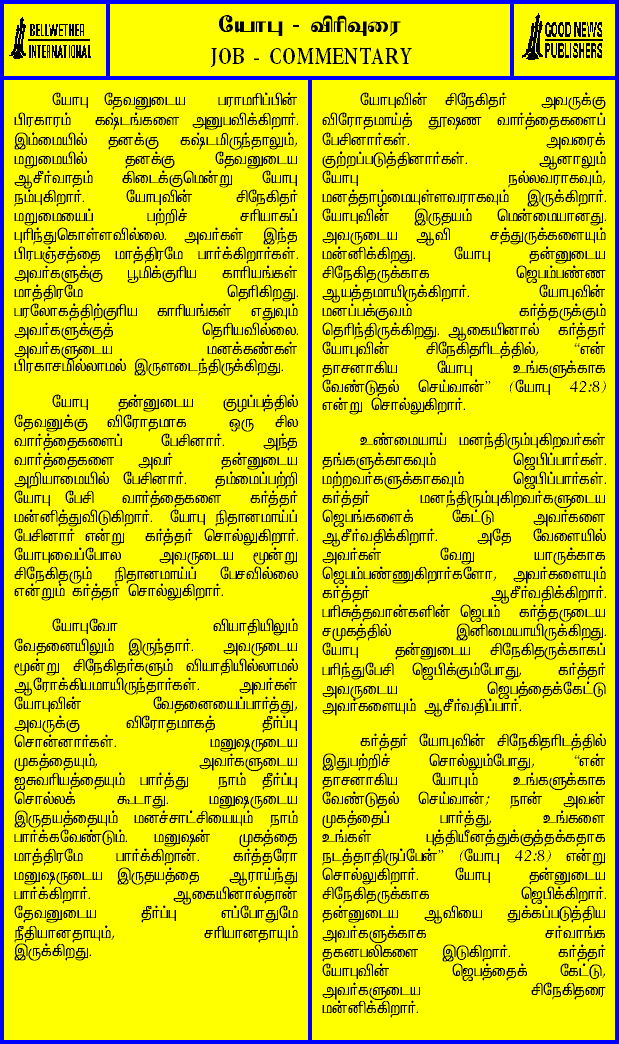 BELLWETHER
INTERNATIONAL
யோபு - விரிவுரை
JOB - COMMENTARY
GOOD NEWS
PUBLISHERS
யோபு தேவனுடைய பராமரிப்பின்
பிரகாரம் கஷ்டங்களை அனுபவிக்கிறார்.
இம்மையில் தனக்கு கஷ்டமிருந்தாலும்,
மறுமையில் தனக்கு தேவனுடைய
ஆசீர்வாதம் கிடைக்குமென்று யோபு
நம்புகிறார். யோபுவின் சிநேகிதர்
மறுமையைப் பற்றிச் சரியாகப்
புரிந்துகொள்ளவில்லை. அவர்கள் இந்த
பிரபஞ்சத்தை மாத்திரமே பார்க்கிறார்கள்.
அவர்களுக்கு பூமிக்குரிய காரியங்கள்
மாத்திரமே தெரிகிறது.
பரலோகத்திற்குரிய காரியங்கள் எதுவும்
அவர்களுக்குத் தெரியவில்லை.
அவர்களுடைய மனக்கண்கள்
பிரகாசமில்லாமல் இருளடைந்திருக்கிறது.
யோபு தன்னுடைய குழப்பத்தில்
தேவனுக்கு விரோதமாக ஒரு சில
வார்த்தைகளைப் பேசினார். அந்த
வார்த்தைகளை அவர் தன்னுடைய
அறியாமையில் பேசினார். தம்மைப்பற்றி
யோபு பேசி வார்த்தைகளை கர்த்தர்
மன்னித்துவிடுகிறார். யோபு நிதானமாய்ப்
பேசினார் என்று கர்த்தர் சொல்லுகிறார்.
யோபுவைப்போல அவருடைய மூன்று
சிநேகிதரும் நிதானமாய்ப் பேசவில்லை
என்றும் கர்த்தர் சொல்லுகிறார்.
யோபுவோ வியாதியிலும்
வேதனையிலும் இருந்தார். அவருடைய
மூன்று சிநேகிதர்களும் வியாதியில்லாமல்
ஆரோக்கியமாயிருந்தார்கள். அவர்கள்
யோபுவின் வேதனையைப்பார்த்து,
அவருக்கு விரோதமாகத் தீர்ப்பு
சொன்னார்கள். மனுஷருடைய
முகத்தையும், அவர்களுடைய
ஐசுவரியத்தையும் பார்த்து நாம் தீர்ப்பு
சொல்லக் கூடாது. மனுஷருடைய
இருதயத்தையும் மனச்சாட்சியையும் நாம்
பார்க்கவேண்டும். மனுஷன் முகத்தை
மாத்திரமே பார்க்கிறான். கர்த்தரோ
மனுஷருடைய இருதயத்தை ஆராய்ந்து
பார்க்கிறார். ஆகையினால்தான்
தேவனுடைய தீர்ப்பு எப்போதுமே
நீதியானதாயும், சரியானதாயும்
இருக்கிறது.
யோபுவின் சிநேகிதர் அவருக்கு
விரோதமாய்த் தூஷண வார்த்தைகளைப்
பேசினார்கள். அவரைக்
குற்றப்படுத்தினார்கள். ஆனாலும்
யோபு நல்லவராகவும்,
மனத்தாழ்மையுள்ளவராகவும் இருக்கிறார்.
யோபுவின் இருதயம் மென்மையானது.
அவருடைய ஆவி சத்துருக்களையும்
மன்னிக்கிறது. யோபு தன்னுடைய
சிநேகிதருக்காக ஜெபம்பண்ண
ஆயத்தமாயிருக்கிறார். யோபுவின்
மனப்பக்குவம் கர்த்தருக்கும்
தெரிந்திருக்கிறது. ஆகையினால் கர்த்தர்
யோபுவின் சிநேகிதரிடத்தில், "என்
தாசனாகிய யோபு உங்களுக்காக
வேண்டுதல் செய்வான்" (யோபு 42:8)
என்று சொல்லுகிறார்.
உண்மையாய் மனந்திரும்புகிறவர்கள்
தங்களுக்காகவும் ஜெபிப்பார்கள்.
மற்றவர்களுக்காகவும் ஜெபிப்பார்கள்.
கர்த்தர் மனந்திரும்புகிறவர்களுடைய
ஜெபங்களைக் கேட்டு அவர்களை
ஆசீர்வதிக்கிறார். அதே வேளையில்
அவர்கள் வேறு யாருக்காக
ஜெபம்பண்ணுகிறார்களோ, அவர்களையும்
கர்த்தர் ஆசீர்வதிக்கிறார்.
பரிசுத்தவான்களின் ஜெபம் கர்த்தருடைய
சமுகத்தில் இனிமையாயிருக்கிறது.
யோபு தன்னுடைய சிநேகிதருக்காகப்
பரிந்துபேசி ஜெபிக்கும்போது, கர்த்தர்
அவருடைய ஜெபத்தைக்கேட்டு
அவர்களையும் ஆசீர்வதிப்பார்.
கர்த்தர் யோபுவின் சிநேகிதரிடத்தில்
இதுபற்றிச் சொல்லும்போது, "என்
தாசனாகிய யோபும் உங்களுக்காக
வேண்டுதல் செய்வான்; நான் அவன்
முகத்தைப் பார்த்து, உங்களை
உங்கள் புத்தியீனத்துக்குத்தக்கதாக
நடத்தாதிருப்பேன்" (யோபு 42:8) என்று
சொல்லுகிறார். யோபு தன்னுடைய
சிநேகிதருக்காக ஜெபிக்கிறார்.
தன்னுடைய ஆவியை துக்கப்படுத்திய
அவர்களுக்காக சர்வாங்க
தகனபலிகளை இடுகிறார். கர்த்தர்
யோபுவின் ஜெபத்தைக் கேட்டு,
அவர்களுடைய சிநேகிதரை
மன்னிக்கிறார்.